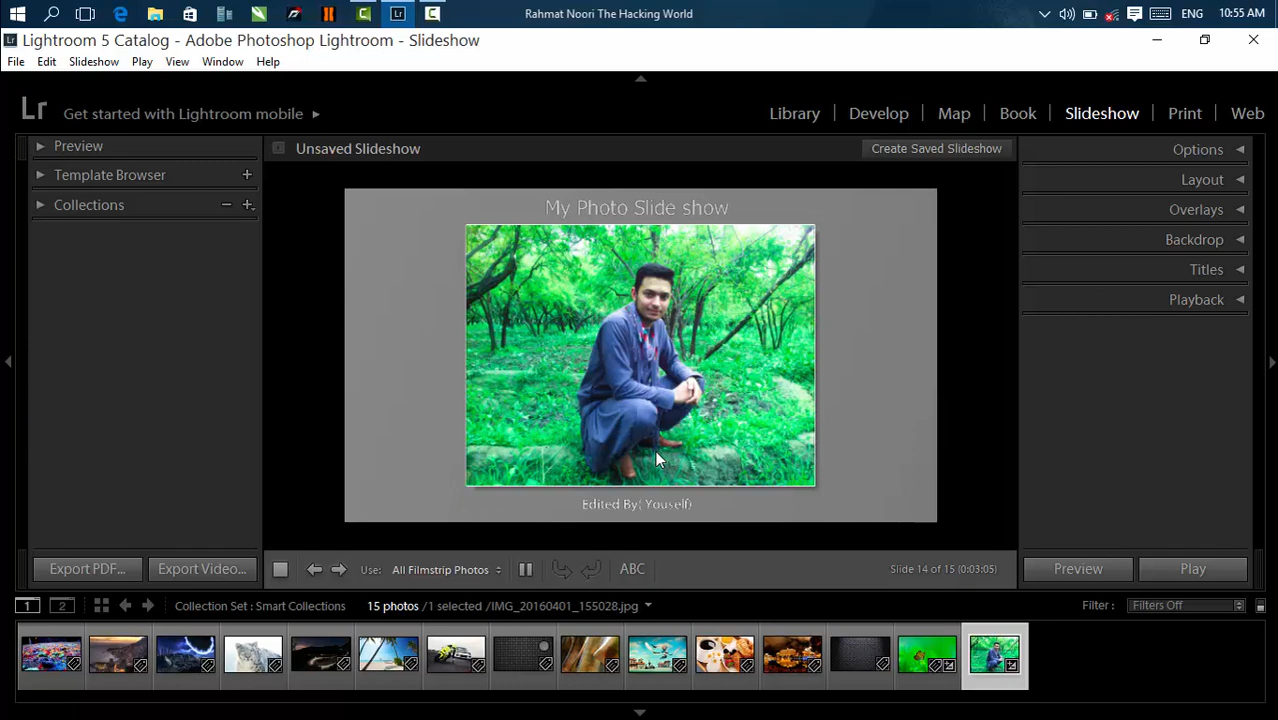 Rahmat Noori The Hacking World
ENG
10:55 AM
Lr
Lightroom 5 Catalog - Adobe Photoshop Lightroom - Slideshow
File Edit Slideshow Play View Window Help
Lr Get started with Lightroom mobile
Library Develop Map Book Slideshow Print Web
Preview
Template Browser
Collections
Unsaved Slideshow
Create Saved Slideshow
My Photo Slide show
Edited By( Youself)
Options
Layout
Overlays
Backdrop
Titles
Playback
Export PDF... Export Video...
Use: All Filmstrip Photos
ABC
Slide 14 of 15 (0:03:05)
Preview Play
1 2
Collection Set : Smart Collections
15 photos /1 selected /IMG_20160401_155028.jpg
Filter : Filters Off